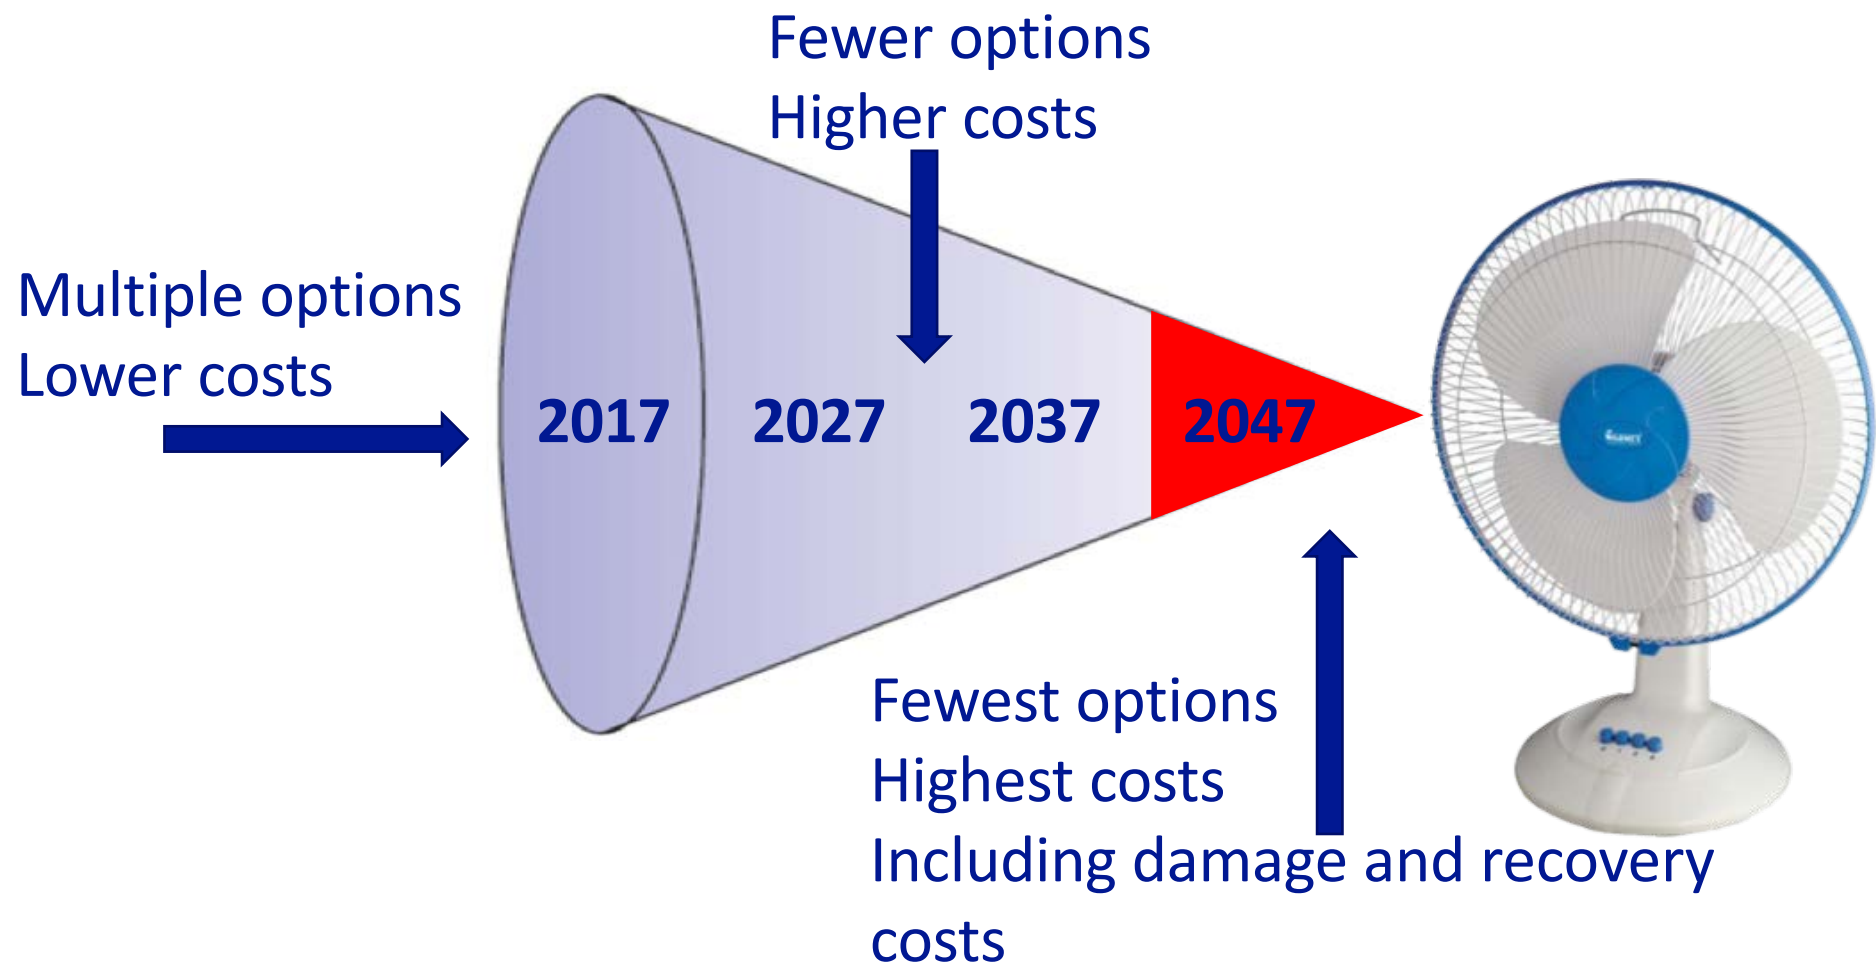 Fewer options
Higher costs
Multiple options
Lower costs
2017 2027 2037 2047
Fewest options
Highest costs
Including damage and recovery
costs